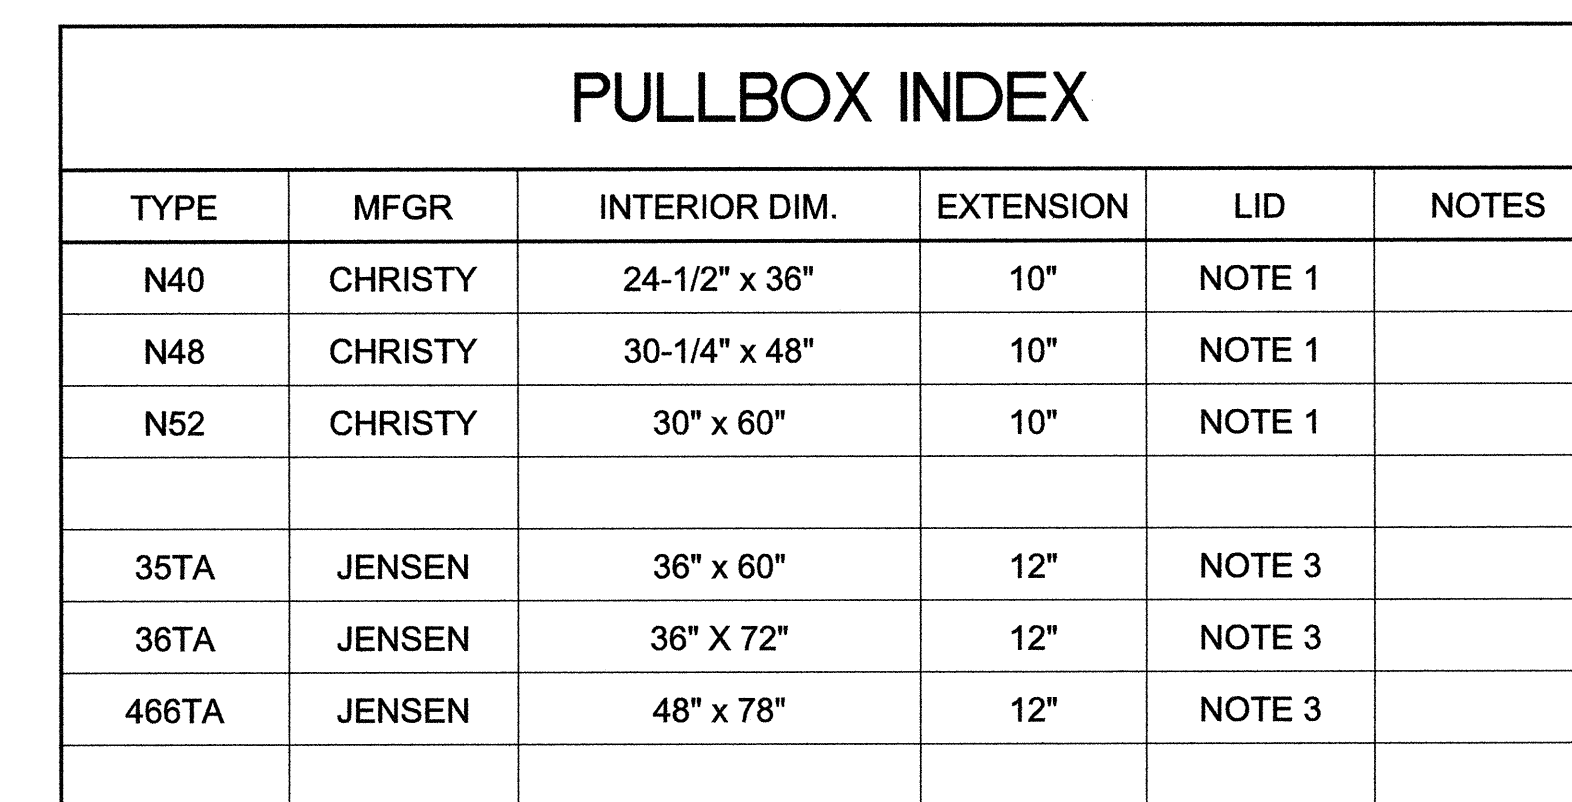 PULLBOX INDEX
TYPE MFGR INTERIOR DIM. EXTENSION LID NOTES
N40 CHRISTY 24-1/2" x 36" 10" NOTE 1
N48 CHRISTY 30-1/4" x 48" 10" NOTE 1
N52 CHRISTY 30" x 60" 10" NOTE 1
35TA JENSEN 36" x 60" 12" NOTE 3
36TA JENSEN 36" X 72" 12" NOTE 3
466TA JENSEN 48" x 78" 12" NOTE 3